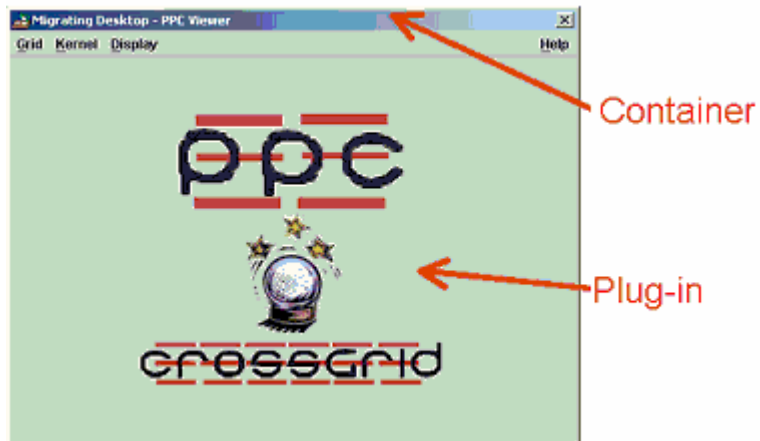 Migrating Desktop - PPC Viewer
Grid Kernel Display Help
Container
ppc
Plug-in
crossGrid